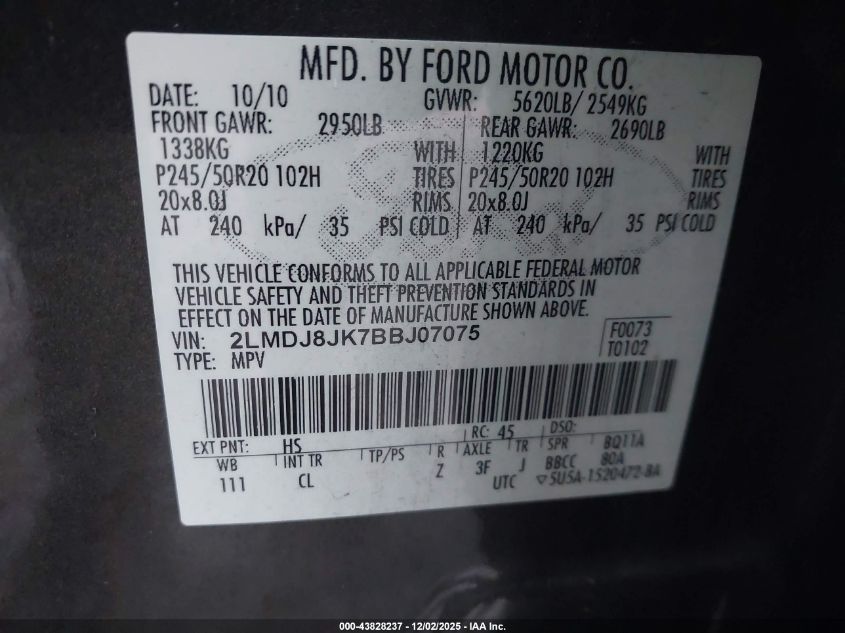 MFD. BY FORD MOTOR CO.
DATE: 10/10 GVWR: 5620LB/ 2549KG
FRONT GAWR: 2950LB REAR GAWR: 2690LB
1338KG WITH 1220KG WITH
P245/50R20 102H TIRES P245/50R20 102H TIRES
20x8.0J RIMS 20x8.0J RIMS
AT 240 kPa/ 35 PSI COLD AT 240 kPa/ 35 PSI COLD
THIS VEHICLE CONFORMS TO ALL APPLICABLE FEDERAL MOTOR
VEHICLE SAFETY AND THEFT PREVENTION STANDARDS IN
EFFECT ON THE DATE OF MANUFACTURE SHOWN ABOVE.
VIN: 2LMDJ8JK7BBJ07075 F0073
TYPE: MPV T0102
EXT PNT: HS RC: 45 DSO:
WB INT TR TP/PS R AXLE TR SPR BQ11A
111 CL Z 3F J BBCC 80A
UTC ▽5U5A-1520472-BA
000-43828237 - 12/02/2025 - IAA Inc.